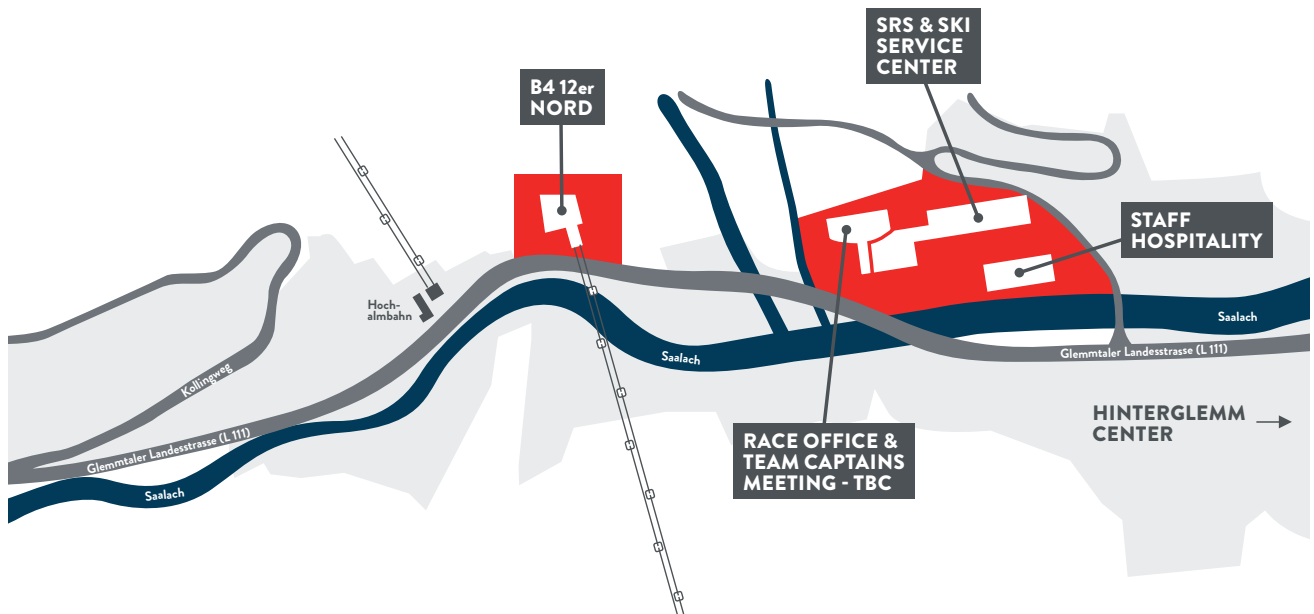 SRS & SKI
SERVICE
CENTER
B4 12er
NORD
STAFF
HOSPITALITY
Hoch-
almbahn
Saalach
Saalach
Glemmtaler Landesstrasse (L 111)
Kollingweg
HINTERGLEMM
CENTER
RACE OFFICE &
TEAM CAPTAINS
MEETING - TBC
Glemmtaler Landesstrasse (L 111)
Saalach